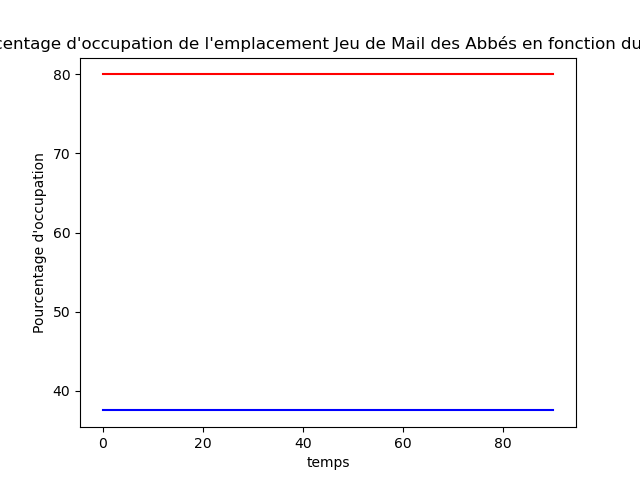 centage d'occupation de l'emplacement Jeu de Mail des Abbés en fonction du
80
70
60
50
40
Pourcentage d'occupation
0 20 40 60 80
temps